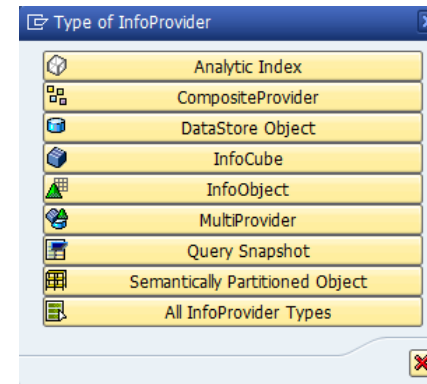 Type of InfoProvider
Analytic Index
CompositeProvider
DataStore Object
InfoCube
InfoObject
MultiProvider
Query Snapshot
Semantically Partitioned Object
All InfoProvider Types